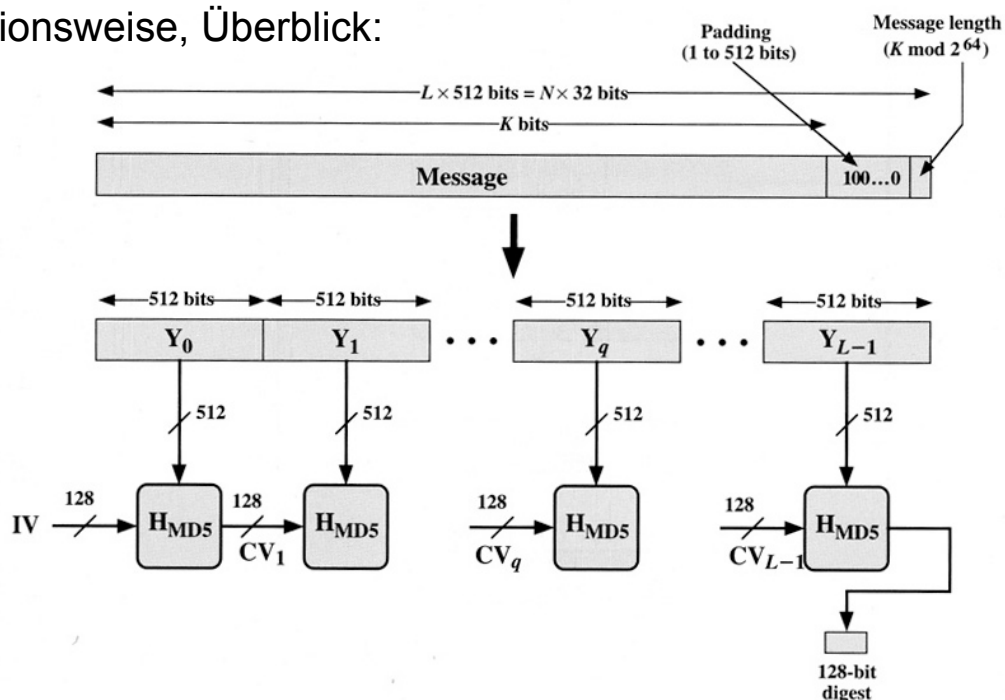 ionsweise, Überblick:
Padding
(1 to 512 bits)
Message length
(K mod 2^64)
L × 512 bits = N × 32 bits
K bits
Message
100...0
512 bits
512 bits
512 bits
512 bits
Y0
Y1
• • •
Yq
• • •
YL−1
512
512
512
512
IV
128
HMD5
128
CV1
HMD5
128
CVq
HMD5
128
CVL−1
HMD5
128-bit
digest